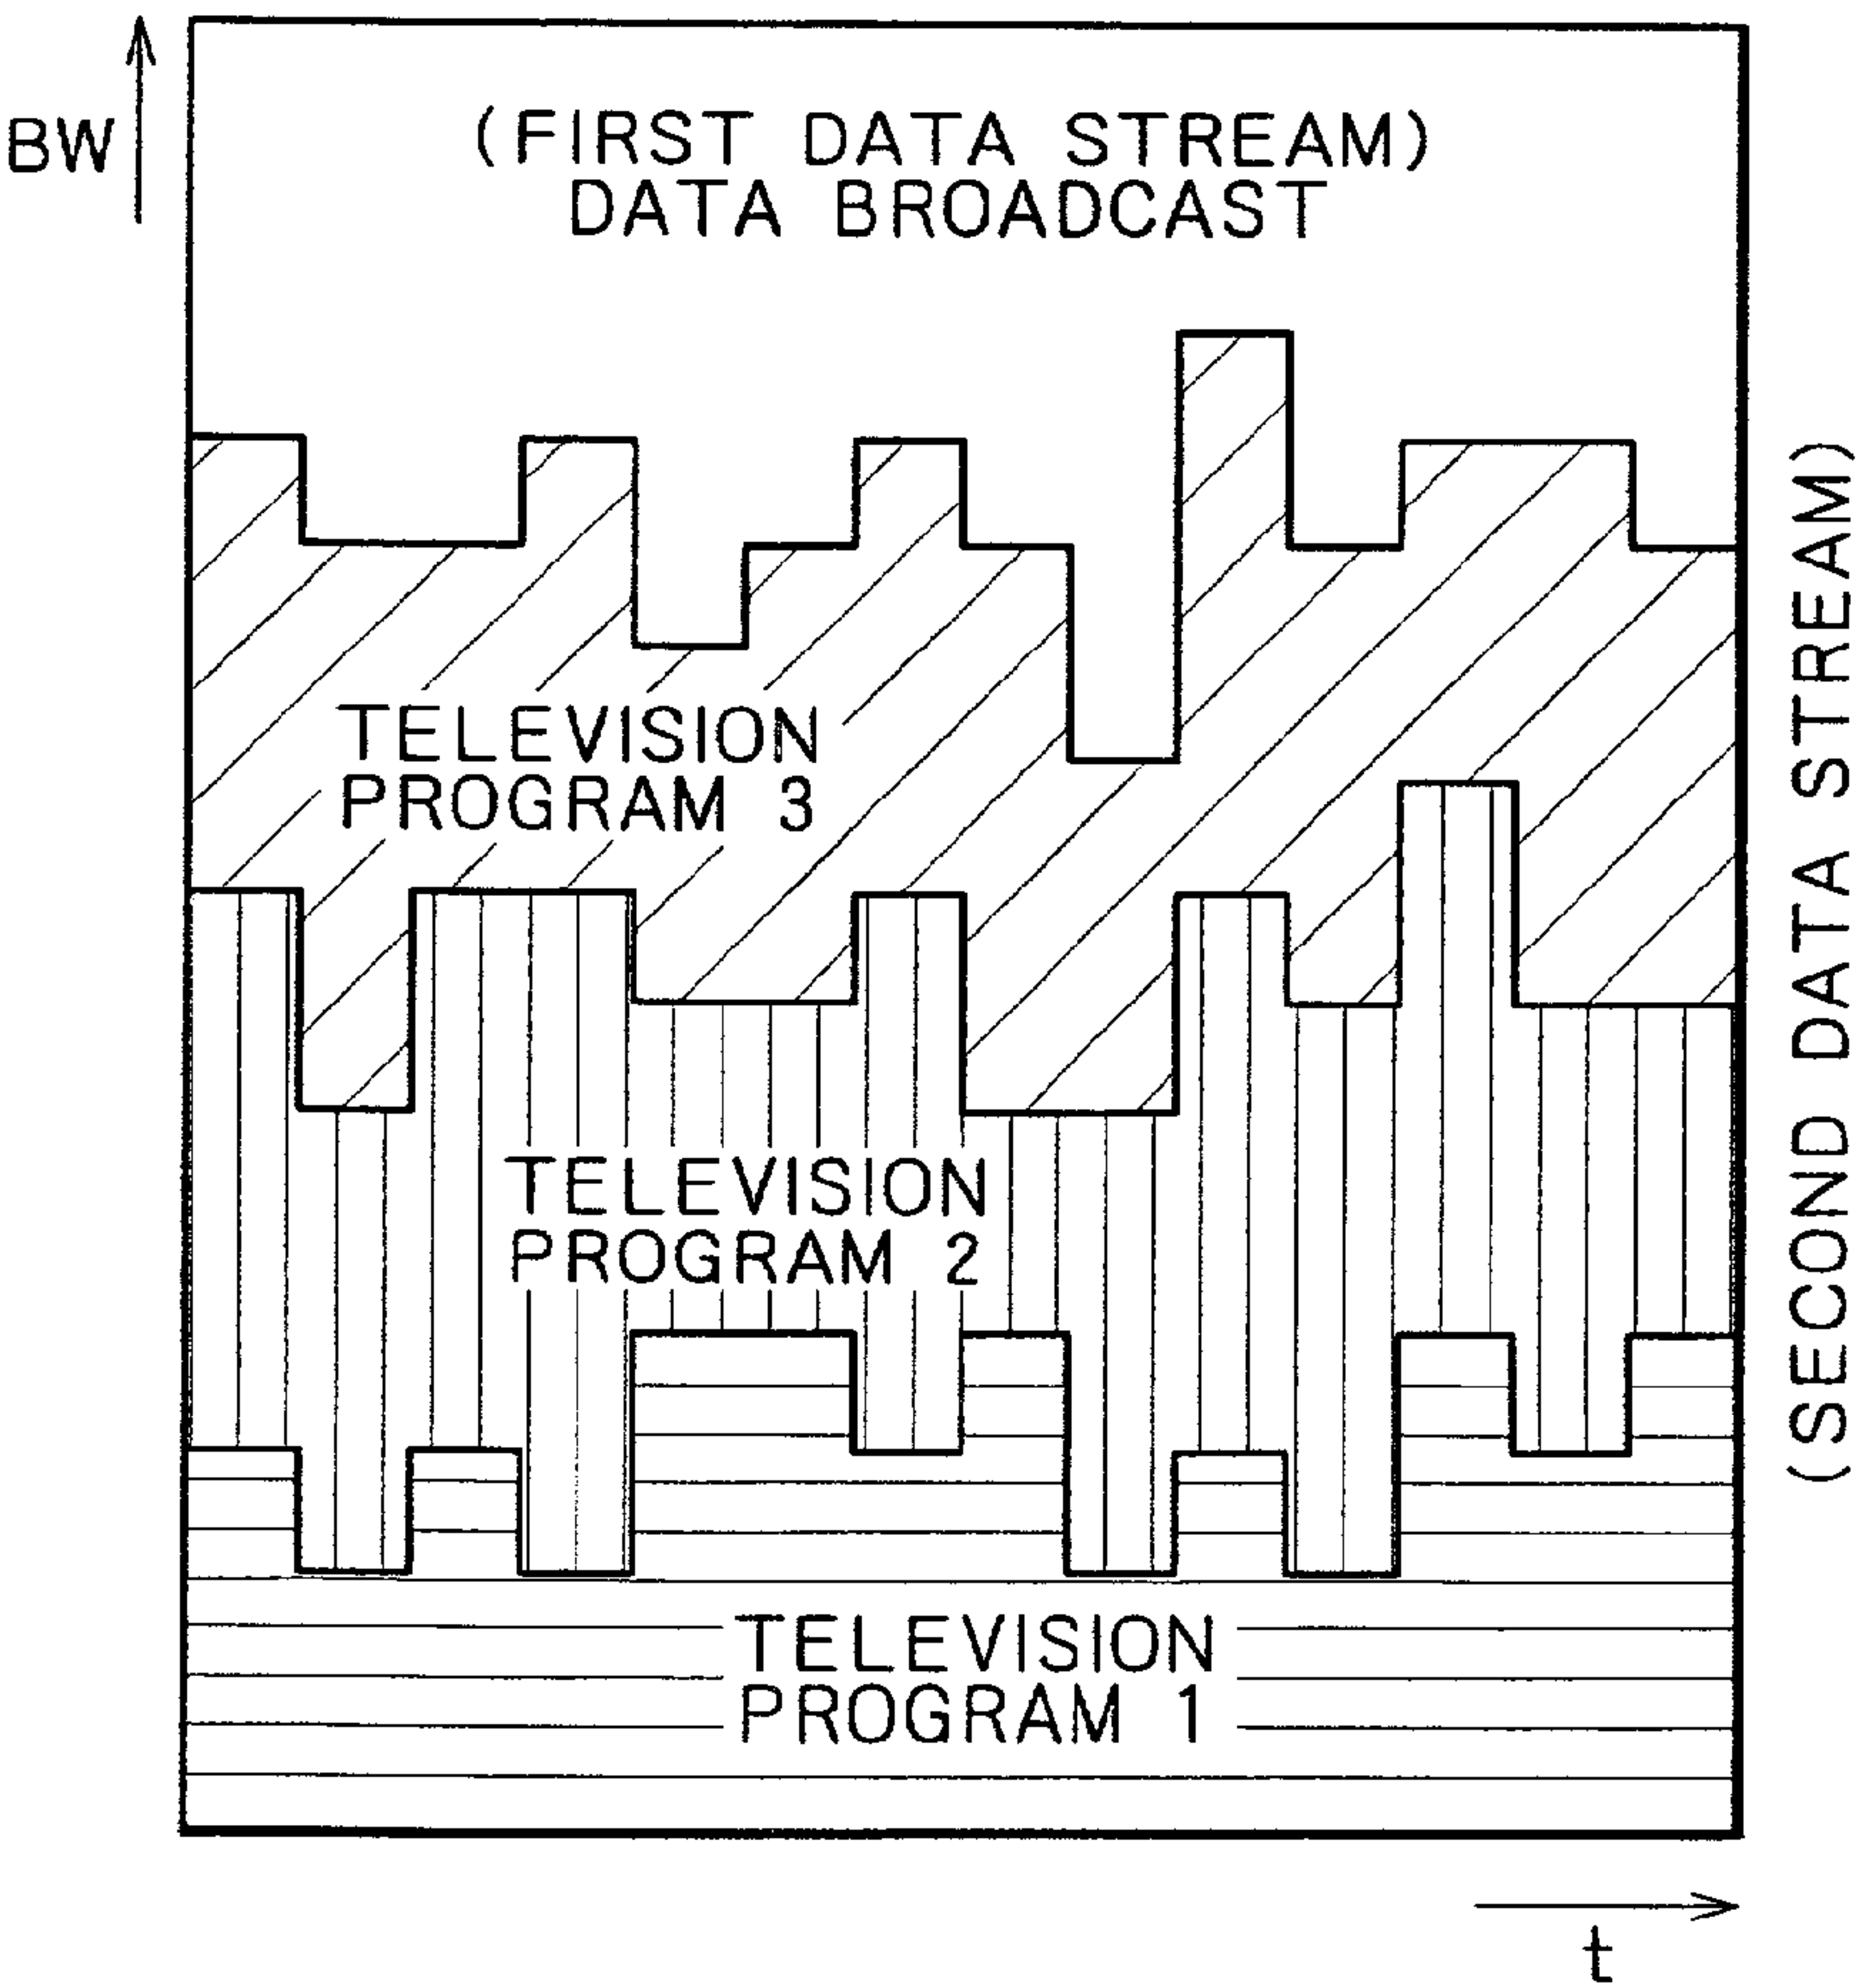 BW
(FIRST DATA STREAM)
DATA BROADCAST
TELEVISION
PROGRAM 3
TELEVISION
PROGRAM 2
TELEVISION
PROGRAM 1
(SECOND DATA STREAM)
t